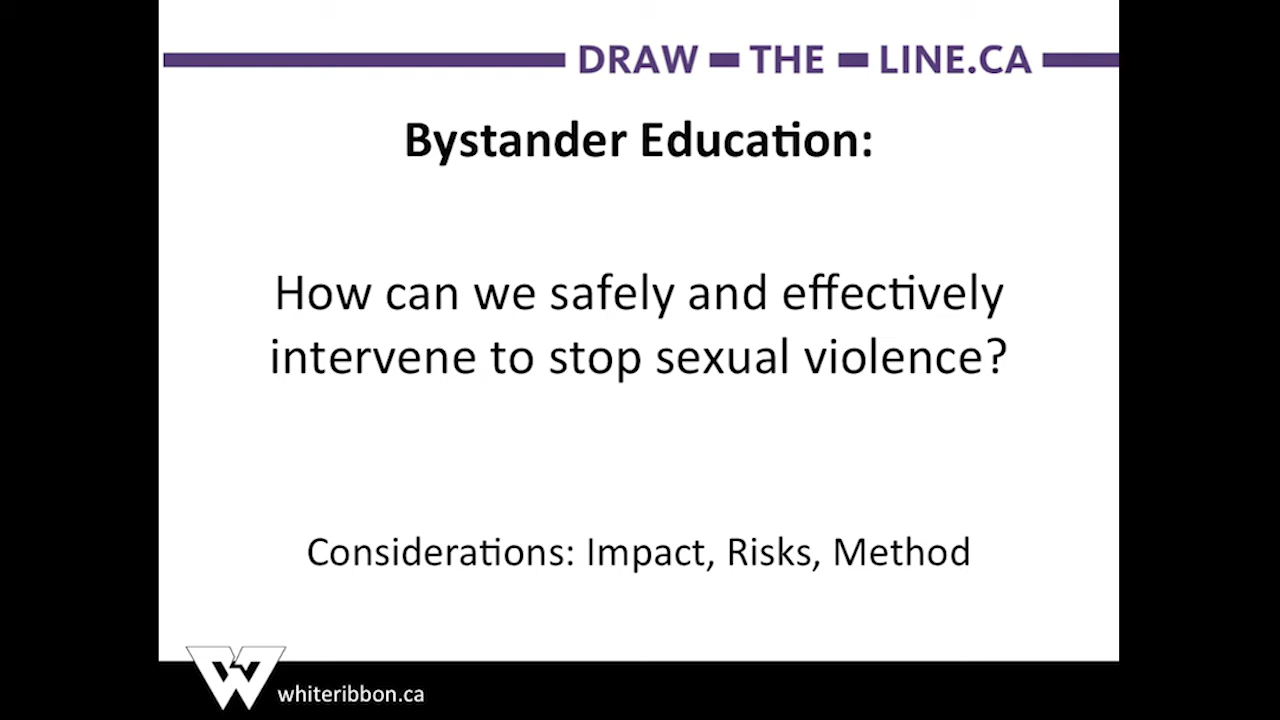 DRAW THE LINE.CA
Bystander Education:
How can we safely and effectively
intervene to stop sexual violence?
Considerations: Impact, Risks, Method
W
whiteribbon.ca